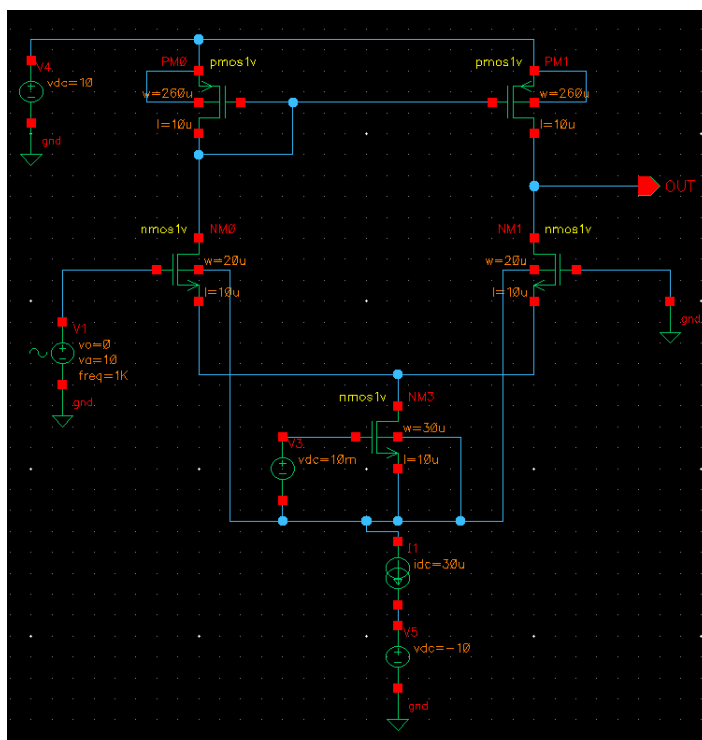 V4
vdc=10
gnd
PM0
pmos1v
w=260u
l=10u
pmos1v
PM1
w=260u
l=10u
OUT
nmos1v
NM0
w=20u
l=10u
NM1
nmos1v
w=20u
l=10u
gnd
V1
vo=0
va=10
freq=1K
gnd
nmos1v
NM3
w=30u
l=10u
V3
vdc=10m
I1
idc=30u
V5
vdc=-10
gnd